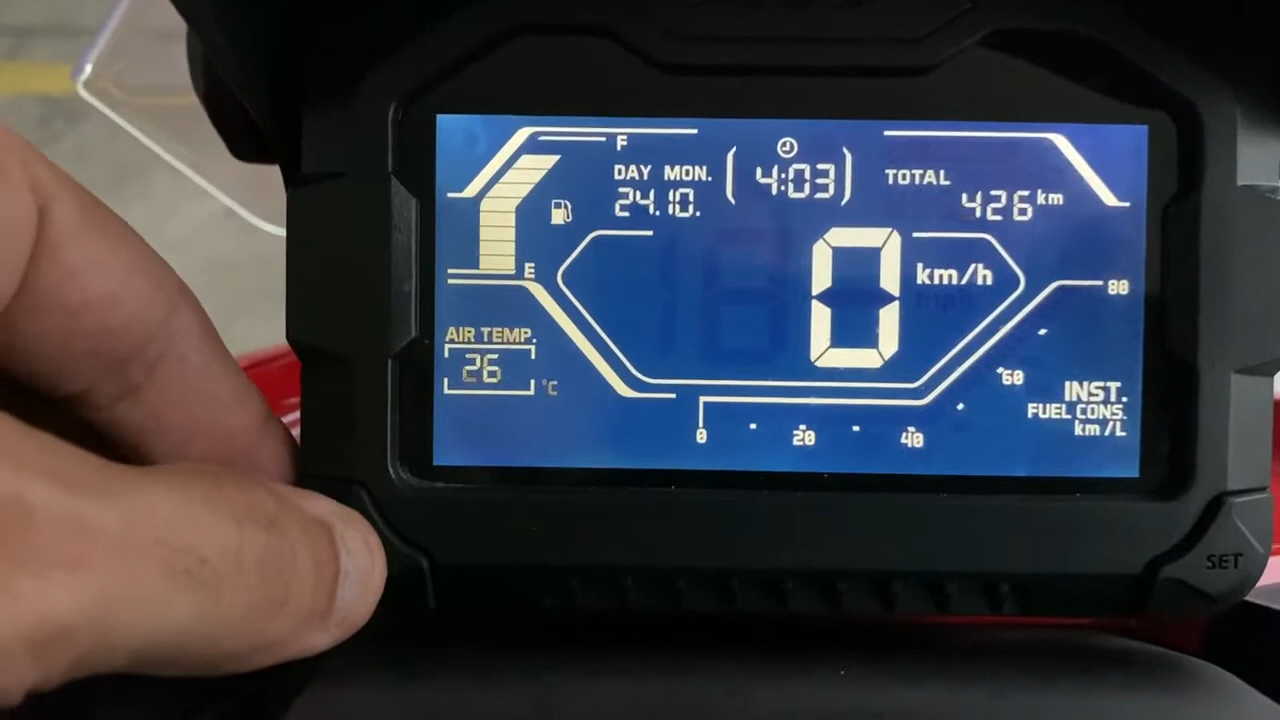 F
DAY MON.
24.10.
4:03
TOTAL
426 km
E
0 km/h
80
AIR TEMP.
26 °C
60
INST.
FUEL CONS.
km/L
0 20 40
SET